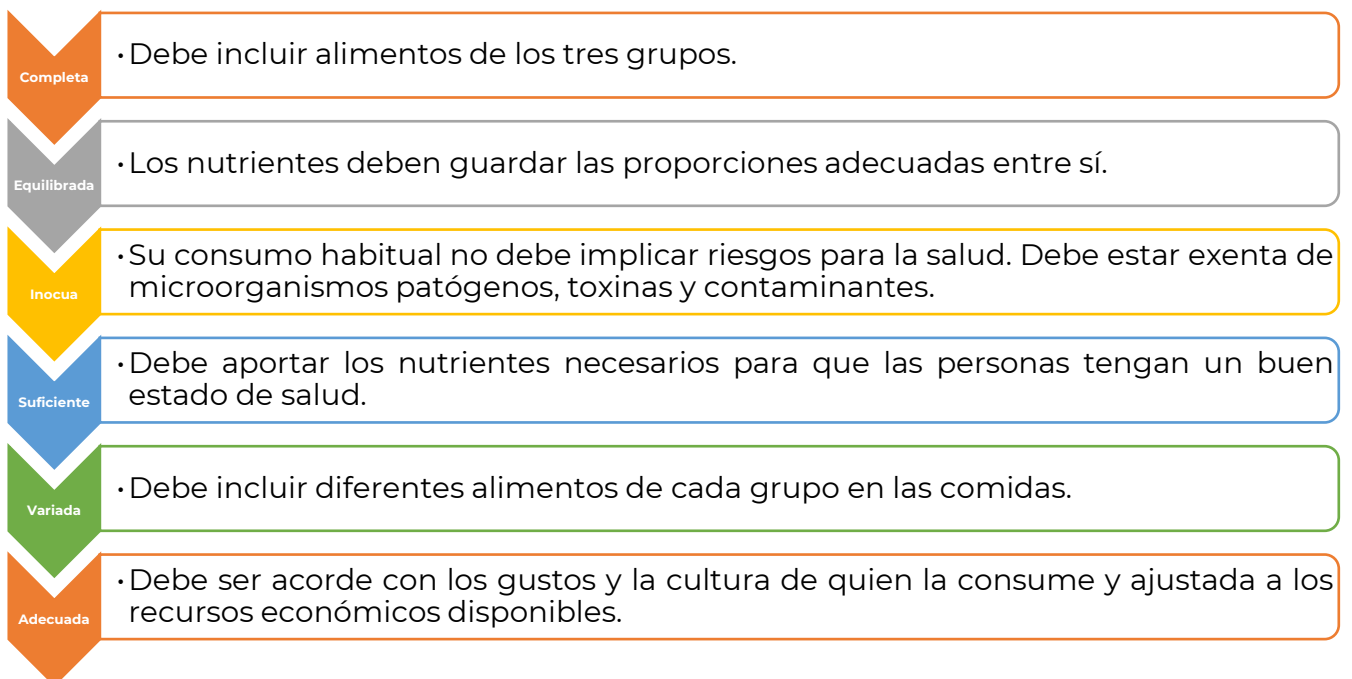 Completa
·Debe incluir alimentos de los tres grupos.
Equilibrada
·Los nutrientes deben guardar las proporciones adecuadas entre sí.
Inocua
·Su consumo habitual no debe implicar riesgos para la salud. Debe estar exenta de
microorganismos patógenos, toxinas y contaminantes.
Suficiente
·Debe aportar los nutrientes necesarios para que las personas tengan un buen
estado de salud.
Variada
·Debe incluir diferentes alimentos de cada grupo en las comidas.
Adecuada
·Debe ser acorde con los gustos y la cultura de quien la consume y ajustada a los
recursos económicos disponibles.